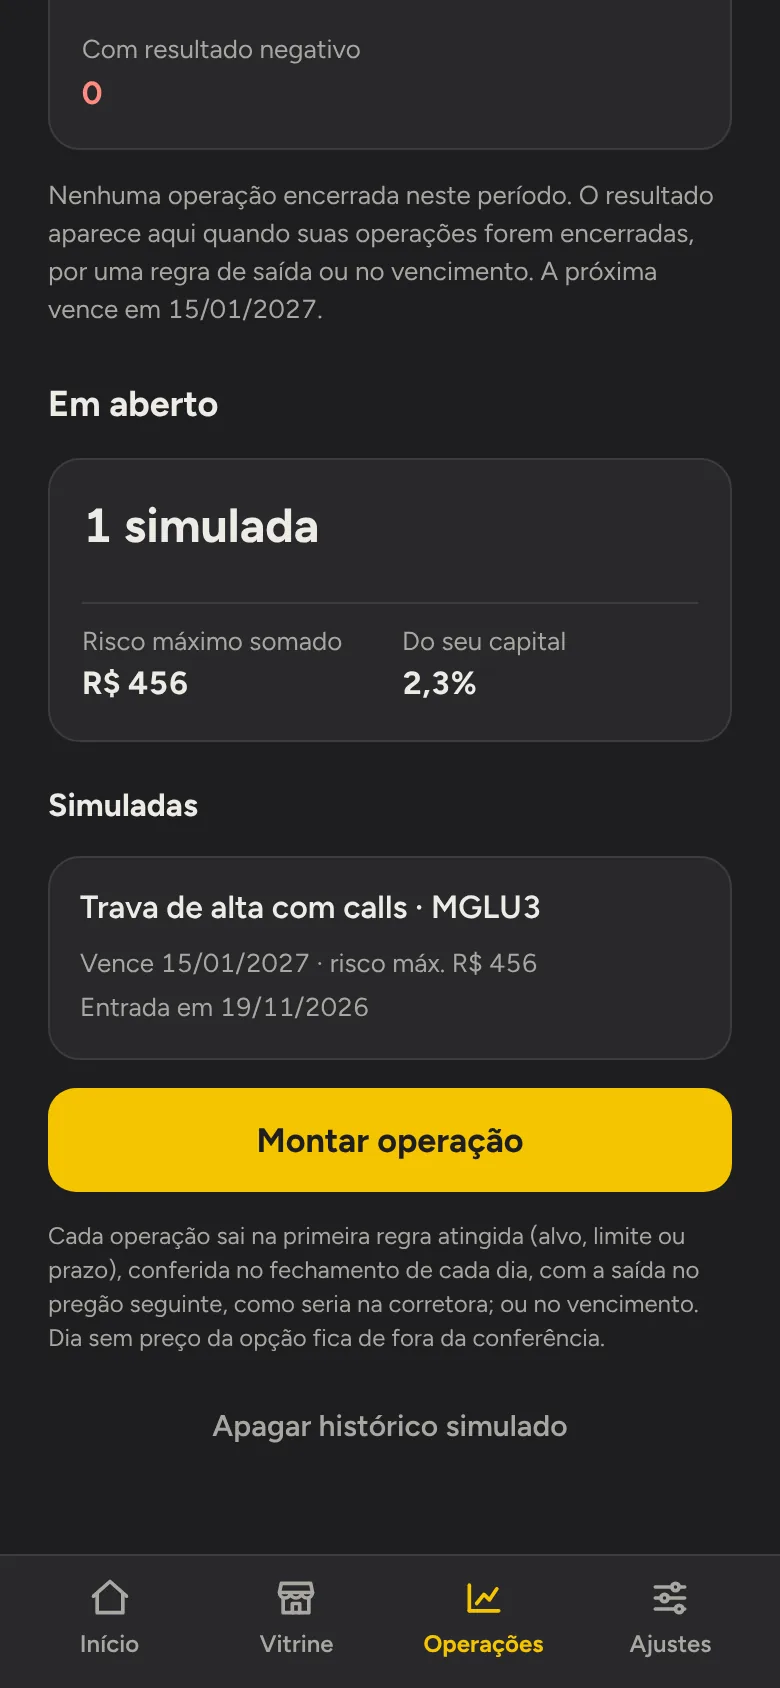 Com resultado negativo
0
Nenhuma operação encerrada neste período. O resultado
aparece aqui quando suas operações forem encerradas,
por uma regra de saída ou no vencimento. A próxima
vence em 15/01/2027.
Em aberto
1 simulada
Risco máximo somado
R$ 456
Do seu capital
2,3%
Simuladas
Trava de alta com calls · MGLU3
Vence 15/01/2027 · risco máx. R$ 456
Entrada em 19/11/2026
Montar operação
Cada operação sai na primeira regra atingida (alvo, limite ou
prazo), conferida no fechamento de cada dia, com a saída no
pregão seguinte, como seria na corretora; ou no vencimento.
Dia sem preço da opção fica de fora da conferência.
Apagar histórico simulado
Início
Vitrine
Operações
Ajustes